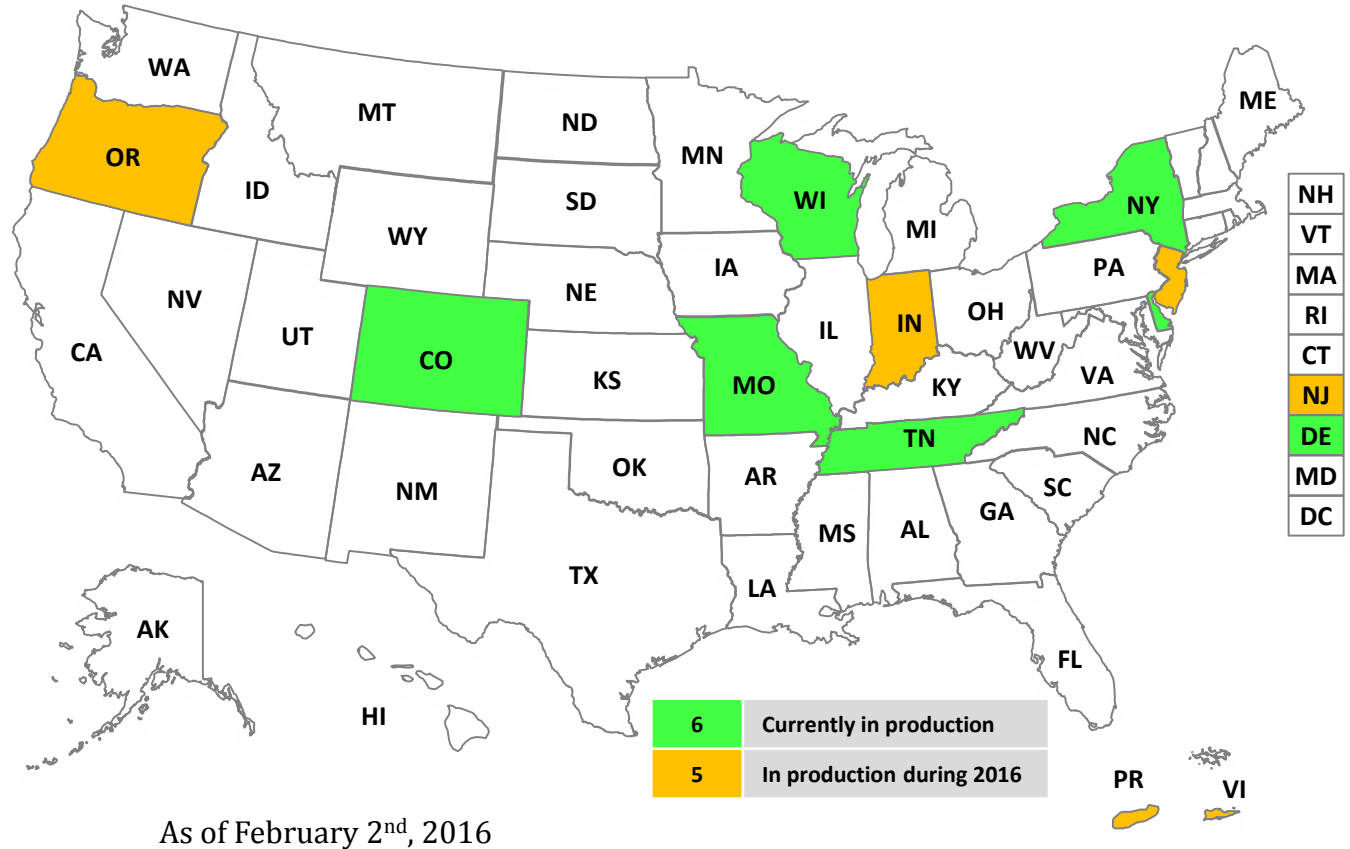 WA
MT
ND
MN
ME
OR
ID
SD
WI
NY
NH
VT
MA
RI
CT
NJ
DE
MD
DC
WY
MI
IA
PA
NV
NE
OH
UT
IL
IN
CA
CO
WV
KS
MO
KY
VA
TN
NC
AZ
OK
AR
NM
SC
GA
MS
AL
TX
LA
AK
FL
HI
6 Currently in production
5 In production during 2016
PR
VI
As of February 2nd, 2016